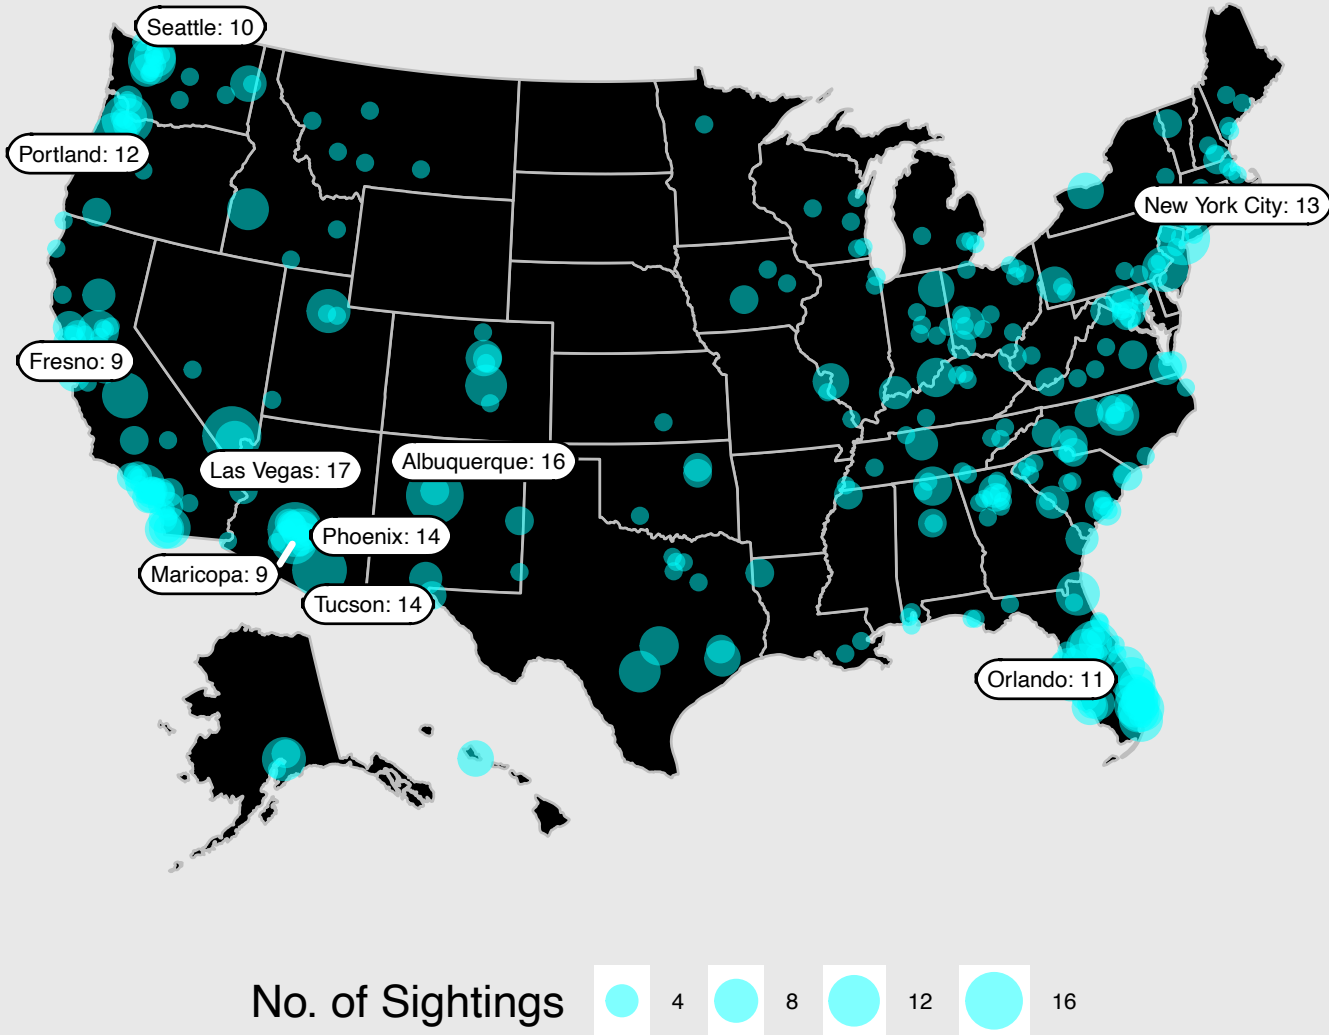 Seattle: 10
Portland: 12
New York City: 13
Fresno: 9
Las Vegas: 17
Albuquerque: 16
Phoenix: 14
Maricopa: 9
Tucson: 14
Orlando: 11
No. of Sightings 4 8 12 16